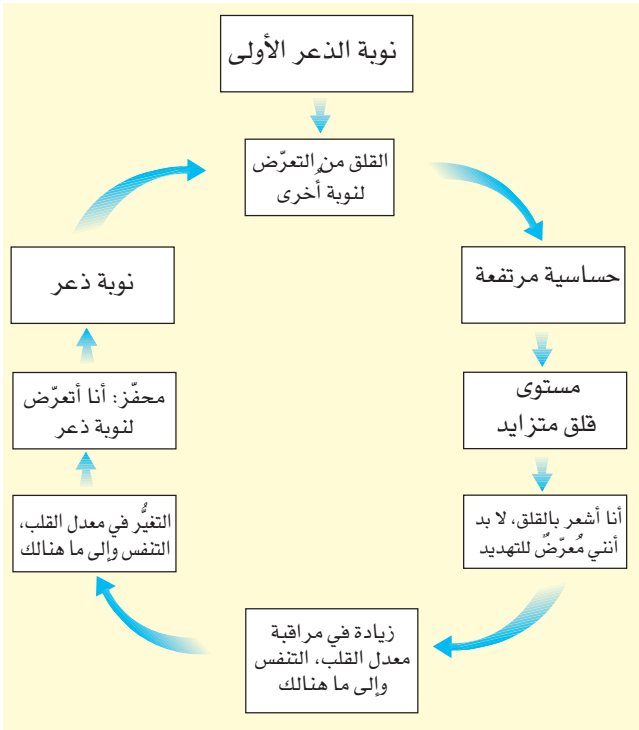 نوبة الذعر الأولى
القلق من التعرّض
لنوبة أُخرى
حساسية مرتفعة
مستوى
قلق متزايد
أنا أشعر بالقلق، لا بد
أنني مُعرّضٌ للتهديد
زيادة في مراقبة
معدل القلب، التنفس
وإلى ما هنالك
التغيُّر في معدل القلب،
التنفس وإلى ما هنالك
محفّز: أنا أتعرّض
لنوبة ذعر
نوبة ذعر